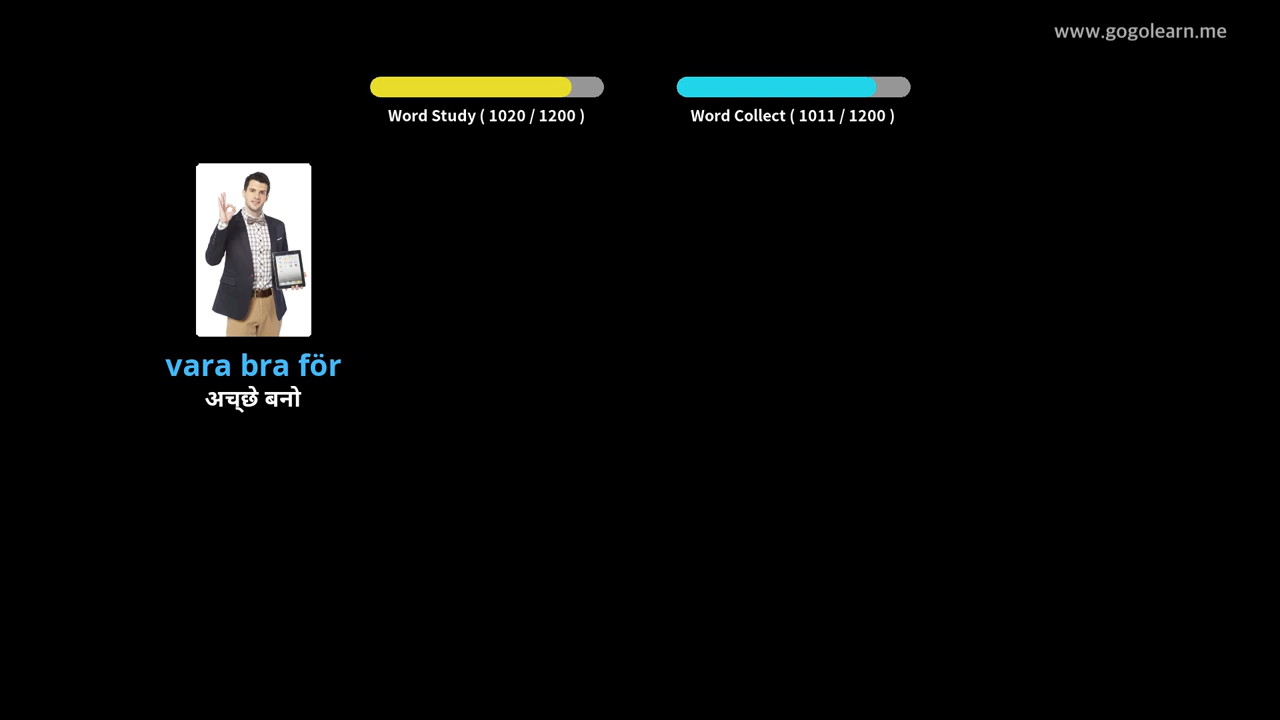 www.gogolearn.me
Word Study ( 1020 / 1200 )
Word Collect ( 1011 / 1200 )
vara bra för
अच्छे बनो